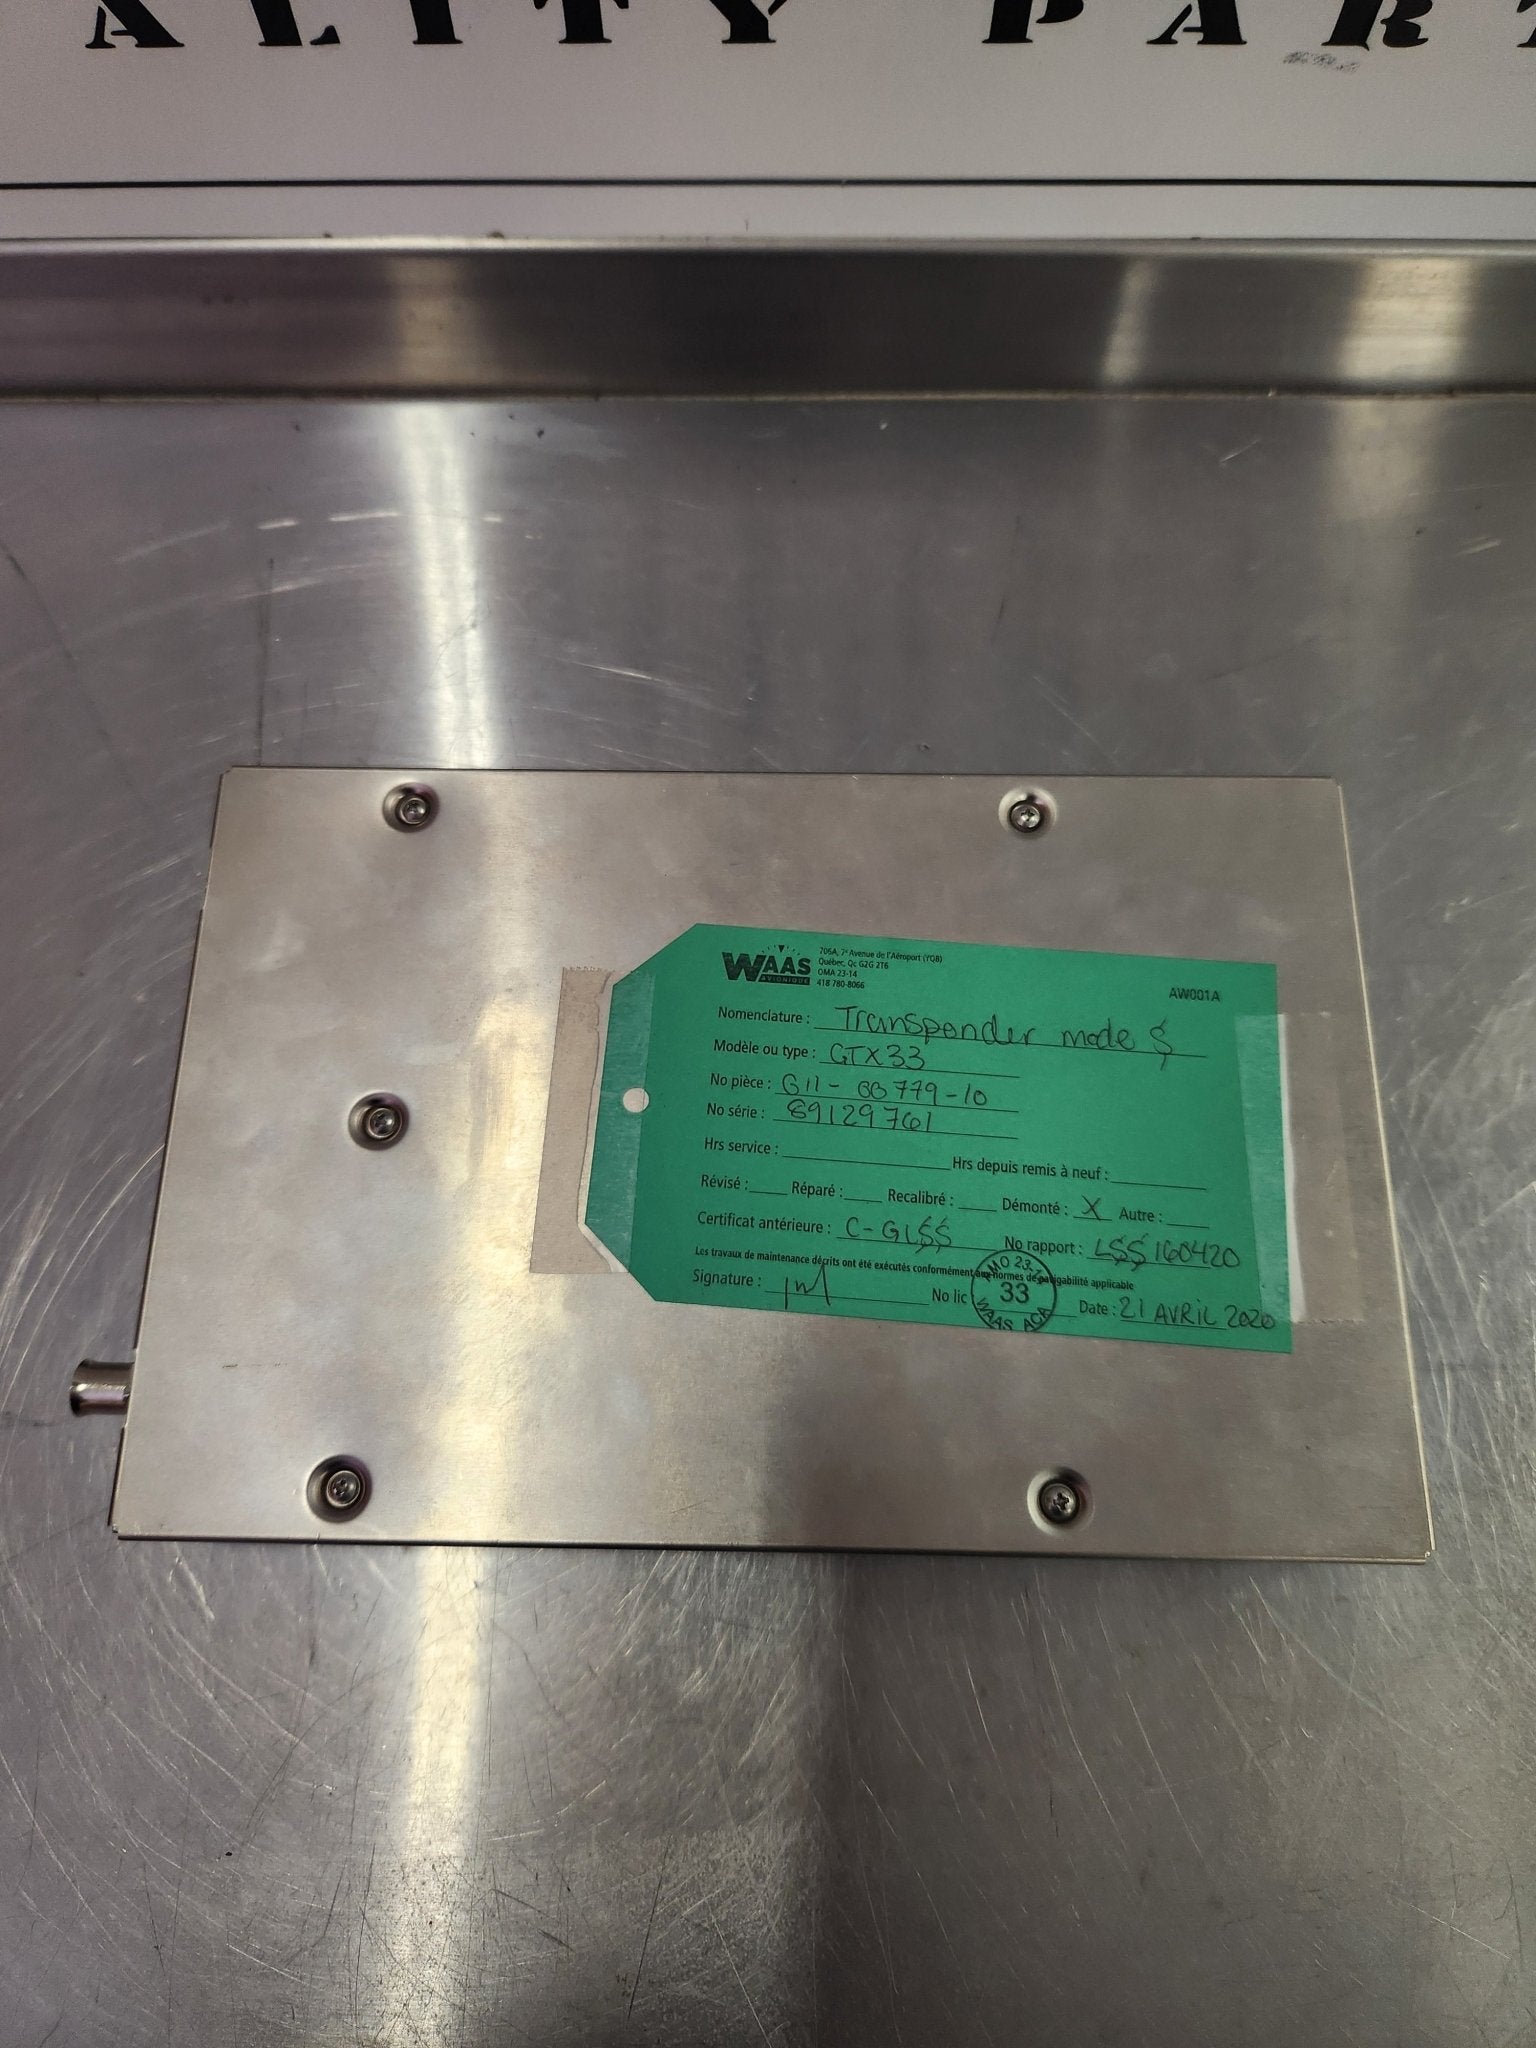 ALITY PART
WAAS
AVIONIQUE
706A, 7e Avenue de l'Aéroport (YQB)
Québec, Qc G2G 2T6
OMA 23-14
418 780-8066
AW001A
Nomenclature : Transponder mode S
Modèle ou type : GTX33
No pièce : G11-00779-10
No série : 89129761
Hrs service :
Hrs depuis remis à neuf :
Révisé : Réparé : Recalibré : Démonté : X Autre :
Certificat antérieure : C-GLSS No rapport : LSS160420
Les travaux de maintenance décrits ont été exécutés conformément aux normes de navigabilité applicable
Signature : No lic Date : 21 AVRIL 2020
33
WAAS